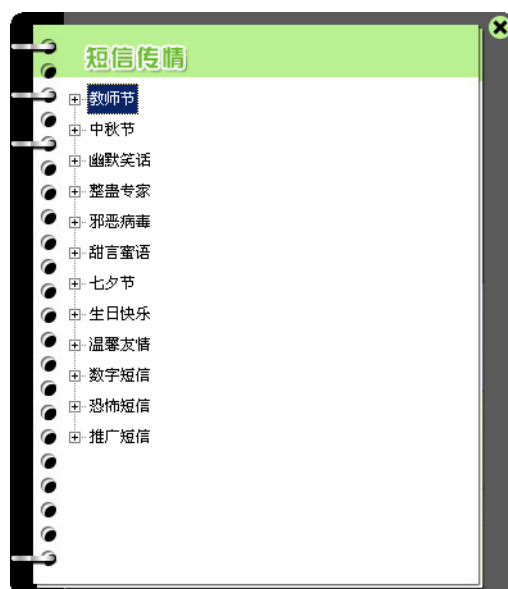 短信传情
教师节
中秋节
幽默笑话
整蛊专家
邪恶病毒
甜言蜜语
七夕节
生日快乐
温馨友情
数字短信
恐怖短信
推广短信